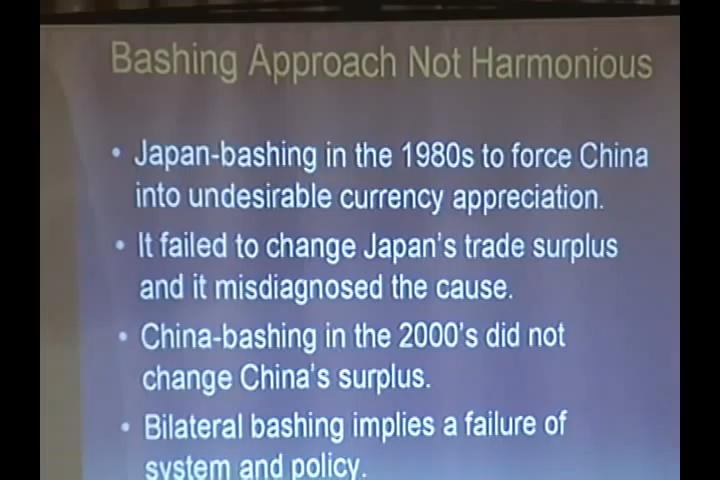 Bashing Approach Not Harmonious
• Japan-bashing in the 1980s to force China
into undesirable currency appreciation.
• It failed to change Japan's trade surplus
and it misdiagnosed the cause.
• China-bashing in the 2000's did not
change China's surplus.
• Bilateral bashing implies a failure of
system and policy.